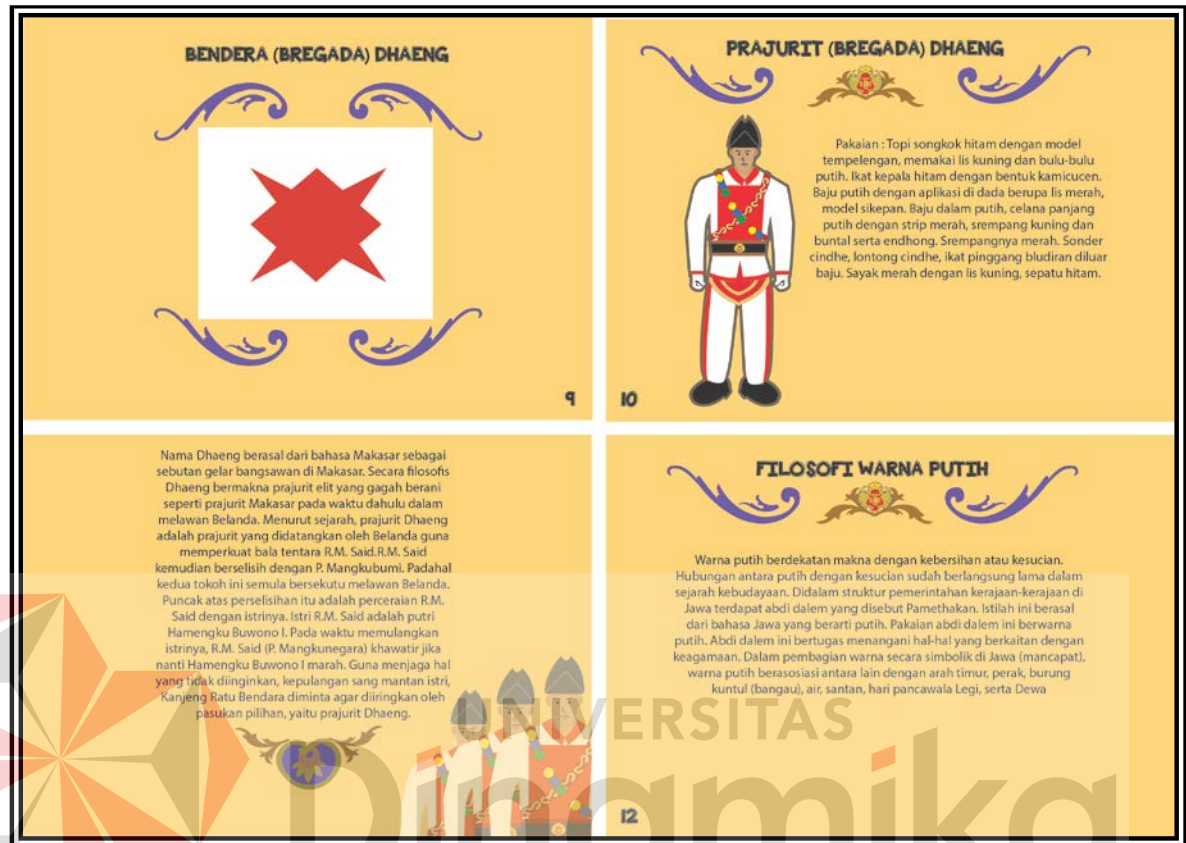 BENDERA (BREGADA) DHAENG
9
PRAJURIT (BREGADA) DHAENG
Pakaian : Topi songkok hitam dengan model
tempelengan, memakai lis kuning dan bulu-bulu
putih. Ikat kepala hitam dengan bentuk kamicucen.
Baju putih dengan aplikasi di dada berupa lis merah,
model sikepan. Baju dalam putih, celana panjang
putih dengan strip merah, srempang kuning dan
buntal serta endhong. Srempangnya merah. Sonder
cindhe, lontong cindhe, ikat pinggang bludiran diluar
baju. Sayak merah dengan lis kuning, sepatu hitam.
10
Nama Dhaeng berasal dari bahasa Makasar sebagai
sebutan gelar bangsawan di Makasar. Secara filosofis
Dhaeng bermakna prajurit elit yang gagah berani
seperti prajurit Makasar pada waktu dahulu dalam
melawan Belanda. Menurut sejarah, prajurit Dhaeng
adalah prajurit yang didatangkan oleh Belanda guna
memperkuat bala tentara R.M. Said.R.M. Said
kemudian berselisih dengan P. Mangkubumi. Padahal
kedua tokoh ini semula bersekutu melawan Belanda.
Puncak atas perselisihan itu adalah perceraian R.M.
Said dengan istrinya. Istri R.M. Said adalah putri
Hamengku Buwono I. Pada waktu memulangkan
istrinya, R.M. Said (P. Mangkunegara) khawatir jika
nanti Hamengku Buwono I marah. Guna menjaga hal
yang tidak diinginkan, kepulangan sang mantan istri,
Kanjeng Ratu Bendara diminta agar diiringkan oleh
pasukan pilihan, yaitu prajurit Dhaeng.
FILOSOFI WARNA PUTIH
Warna putih berdekatan makna dengan kebersihan atau kesucian.
Hubungan antara putih dengan kesucian sudah berlangsung lama dalam
sejarah kebudayaan. Didalam struktur pemerintahan kerajaan-kerajaan di
Jawa terdapat abdi dalem yang disebut Pamethakan. Istilah ini berasal
dari bahasa Jawa yang berarti putih. Pakaian abdi dalem ini berwarna
putih. Abdi dalem ini bertugas menangani hal-hal yang berkaitan dengan
keagamaan. Dalam pembagian warna secara simbolik di Jawa (mancapat),
warna putih berasosiasi antara lain dengan arah timur, perak, burung
kuntul (bangau), air, santan, hari pancawala Legi, serta Dewa
12
UNIVERSITAS
Dinamika